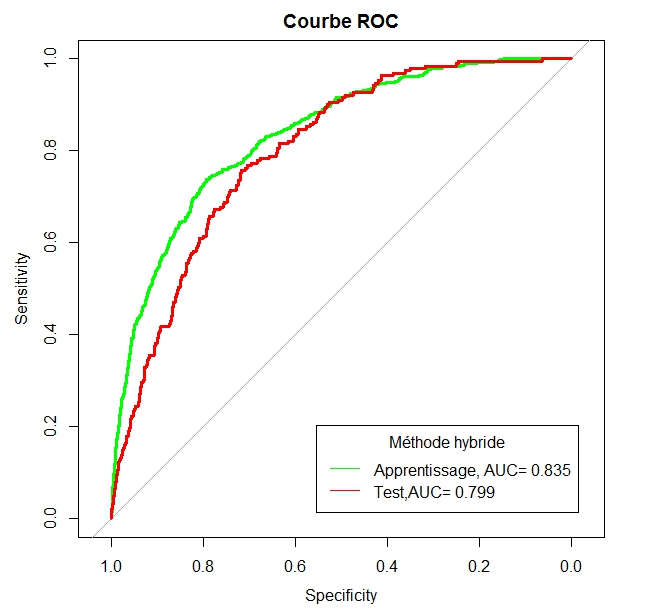 Courbe ROC
Sensitivity
1.0
0.8
0.6
0.4
0.2
0.0
Méthode hybride
Apprentissage, AUC= 0.835
Test,AUC= 0.799
1.0 0.8 0.6 0.4 0.2 0.0
Specificity